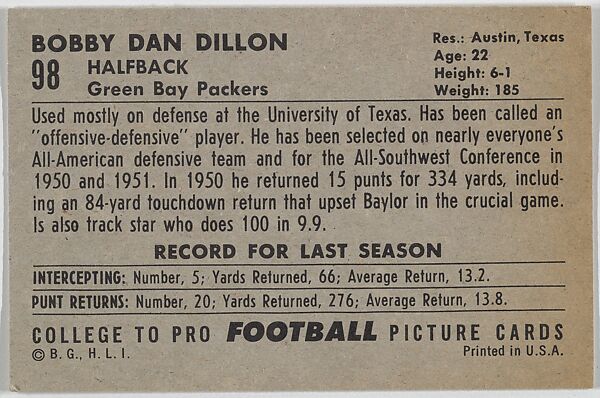 BOBBY DAN DILLON
98 HALFBACK
Green Bay Packers
Res.: Austin, Texas
Age: 22
Height: 6-1
Weight: 185
Used mostly on defense at the University of Texas. Has been called an
"offensive-defensive" player. He has been selected on nearly everyone's
All-American defensive team and for the All-Southwest Conference in
1950 and 1951. In 1950 he returned 15 punts for 334 yards, includ-
ing an 84-yard touchdown return that upset Baylor in the crucial game.
Is also track star who does 100 in 9.9.
RECORD FOR LAST SEASON
INTERCEPTING: Number, 5; Yards Returned, 66; Average Return, 13.2.
PUNT RETURNS: Number, 20; Yards Returned, 276; Average Return, 13.8.
COLLEGE TO PRO FOOTBALL PICTURE CARDS
© B. G., H. L. I.
Printed in U.S.A.